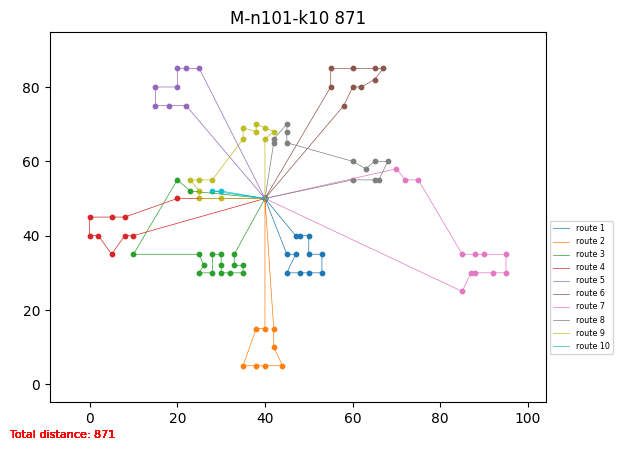 M-n101-k10 871
80
60
40
20
0
0 20 40 60 80 100
route 1
route 2
route 3
route 4
route 5
route 6
route 7
route 8
route 9
route 10
Total distance: 871